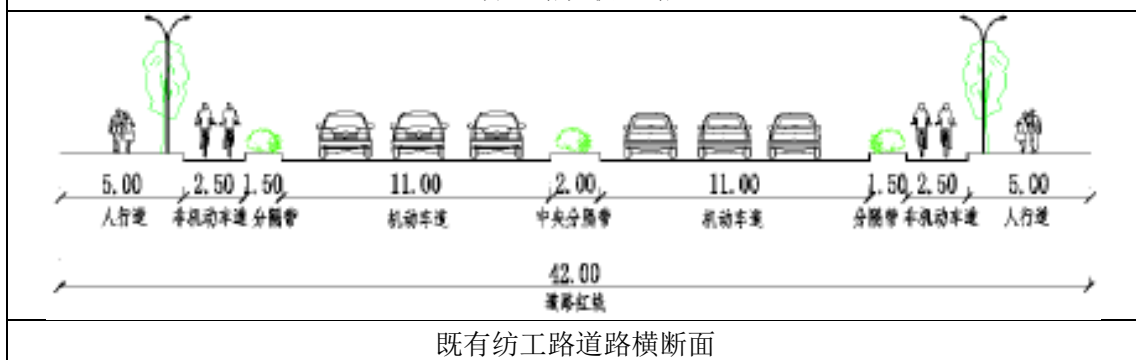 5.00 2.50 1.50 11.00 2.00 11.00 1.50 2.50 5.00
人行道 非机动车道 分隔带 机动车道 中央分隔带 机动车道 分隔带 非机动车道 人行道
42.00
道路红线
既有纺工路道路横断面